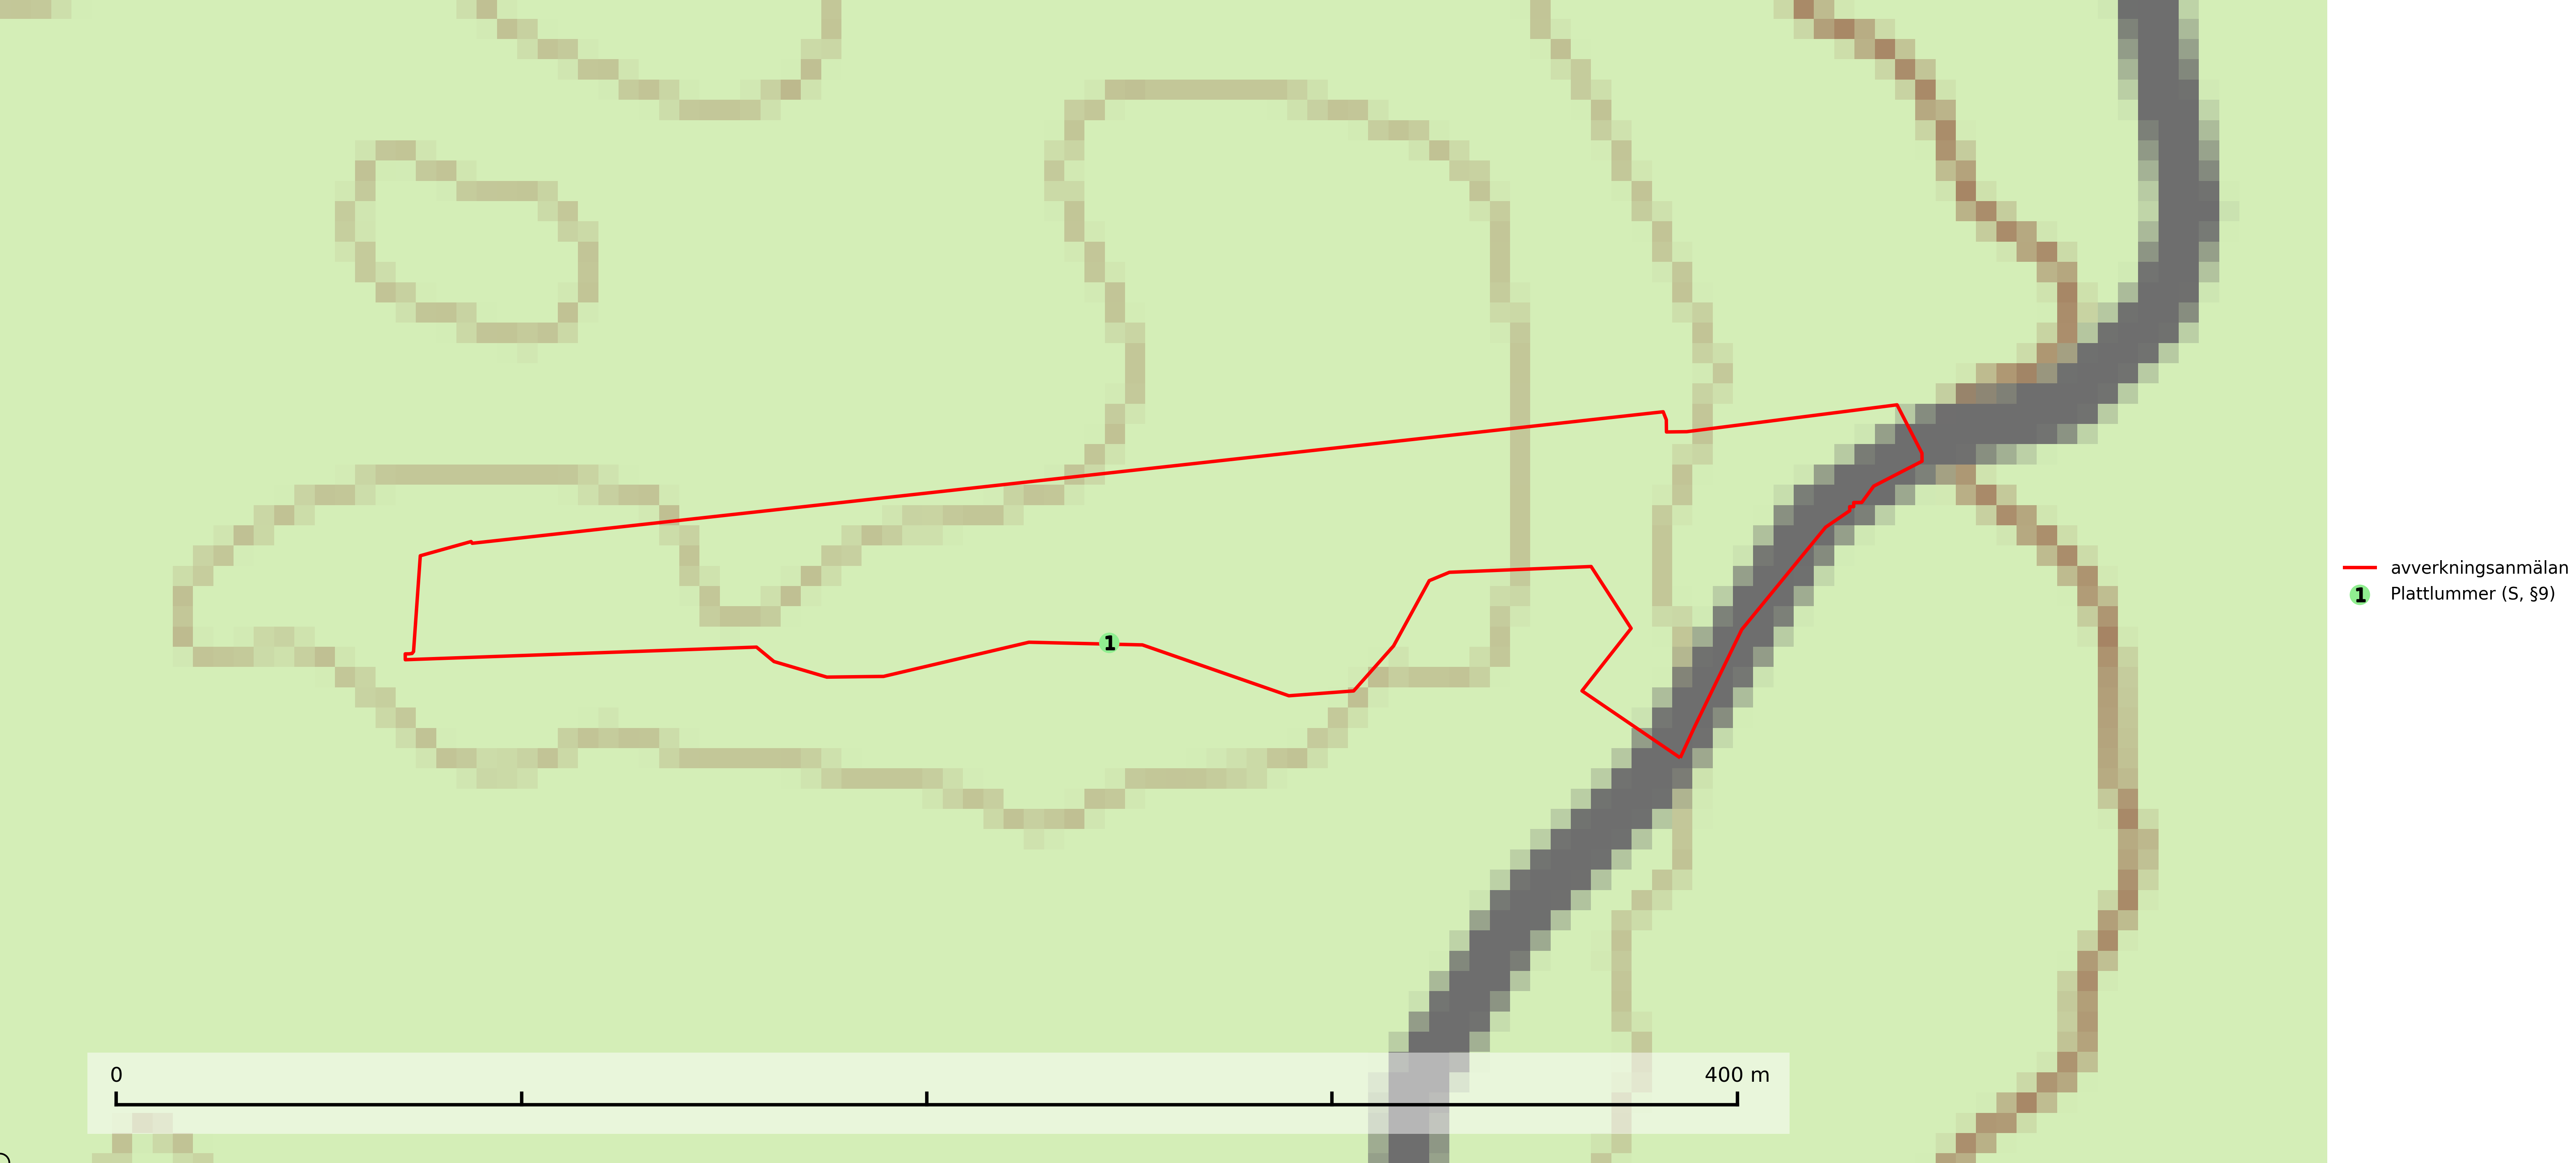 1
0
400 m
avverkningsanmälan
1 Plattlummer (S, §9)